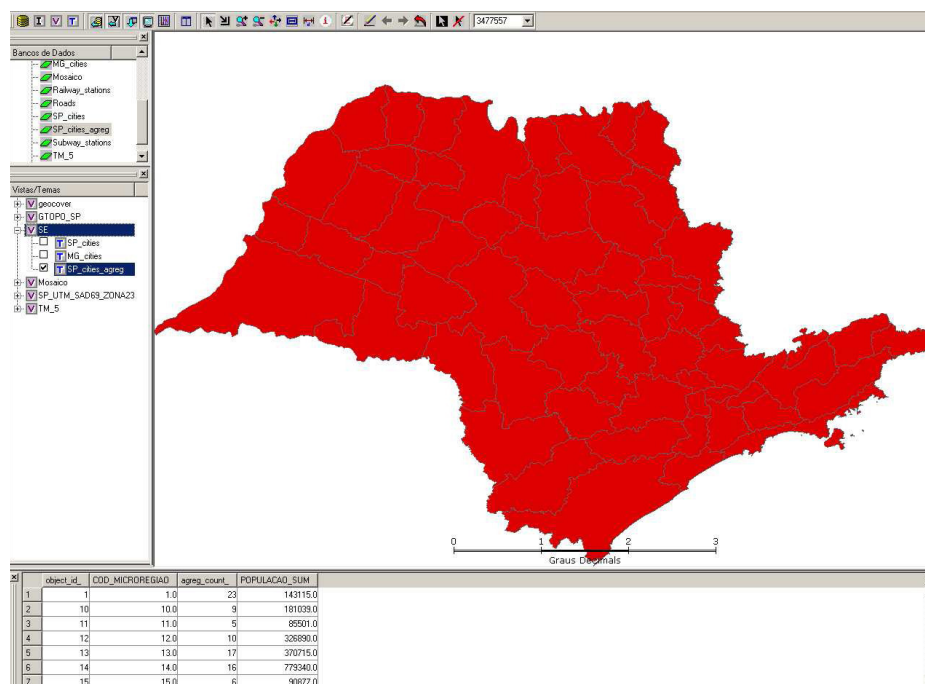 3477557
Bancos de Dados
MG_cities
Mosaico
Railway_stations
Roads
SP_cities
SP_cities_agreg
Subway_stations
TM_5
Vistas/Temas
geocover
GTOPO_SP
SE
SP_cities
MG_cities
SP_cities_agreg
Mosaico
SP_UTM_SAD69_ZONA23
TM_5
0 1 2 3
Graus Decimais
object_id_ COD_MICROREGIAO agreg_count_ POPULACAO_SUM
1 1 1.0 23 143115.0
2 10 10.0 9 181039.0
3 11 11.0 5 85501.0
4 12 12.0 10 326890.0
5 13 13.0 17 370715.0
6 14 14.0 16 779340.0
7 15 15.0 6 90877.0